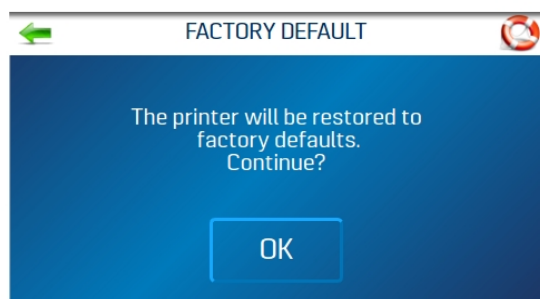 FACTORY DEFAULT
The printer will be restored to
factory defaults.
Continue?
OK